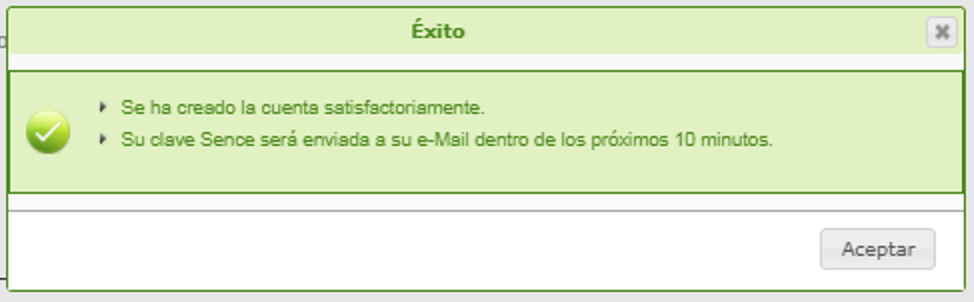 Éxito
Se ha creado la cuenta satisfactoriamente.
Su clave Sence será enviada a su e-Mail dentro de los próximos 10 minutos.
Aceptar